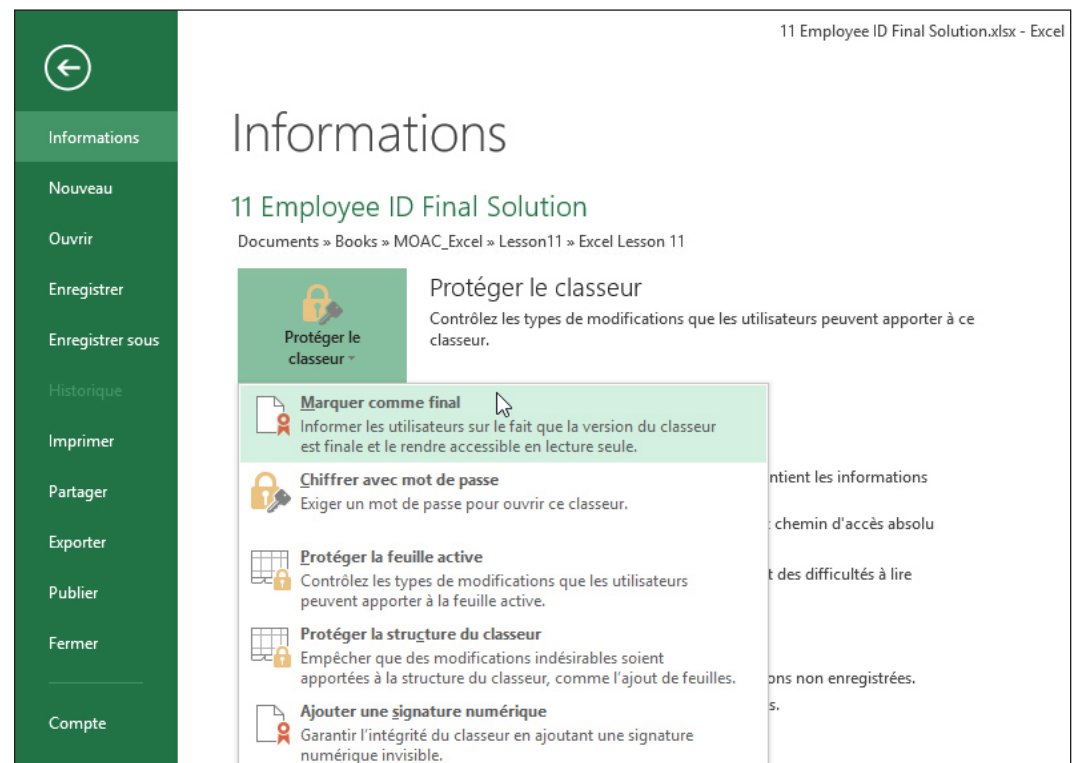 11 Employee ID Final Solution.xlsx - Excel
Informations
Nouveau
Ouvrir
Enregistrer
Enregistrer sous
Historique
Imprimer
Partager
Exporter
Publier
Fermer
Compte
Informations
11 Employee ID Final Solution
Documents » Books » MOAC_Excel » Lesson11 » Excel Lesson 11
Protéger le
classeur
Protéger le classeur
Contrôlez les types de modifications que les utilisateurs peuvent apporter à ce
classeur.
Marquer comme final
Informer les utilisateurs sur le fait que la version du classeur
est finale et le rendre accessible en lecture seule.
Chiffrer avec mot de passe
Exiger un mot de passe pour ouvrir ce classeur.
Protéger la feuille active
Contrôlez les types de modifications que les utilisateurs
peuvent apporter à la feuille active.
Protéger la structure du classeur
Empêcher que des modifications indésirables soient
apportées à la structure du classeur, comme l'ajout de feuilles.
Ajouter une signature numérique
Garantir l'intégrité du classeur en ajoutant une signature
numérique invisible.
ntient les informations
chemin d'accès absolu
t des difficultés à lire
ons non enregistrées.
s.